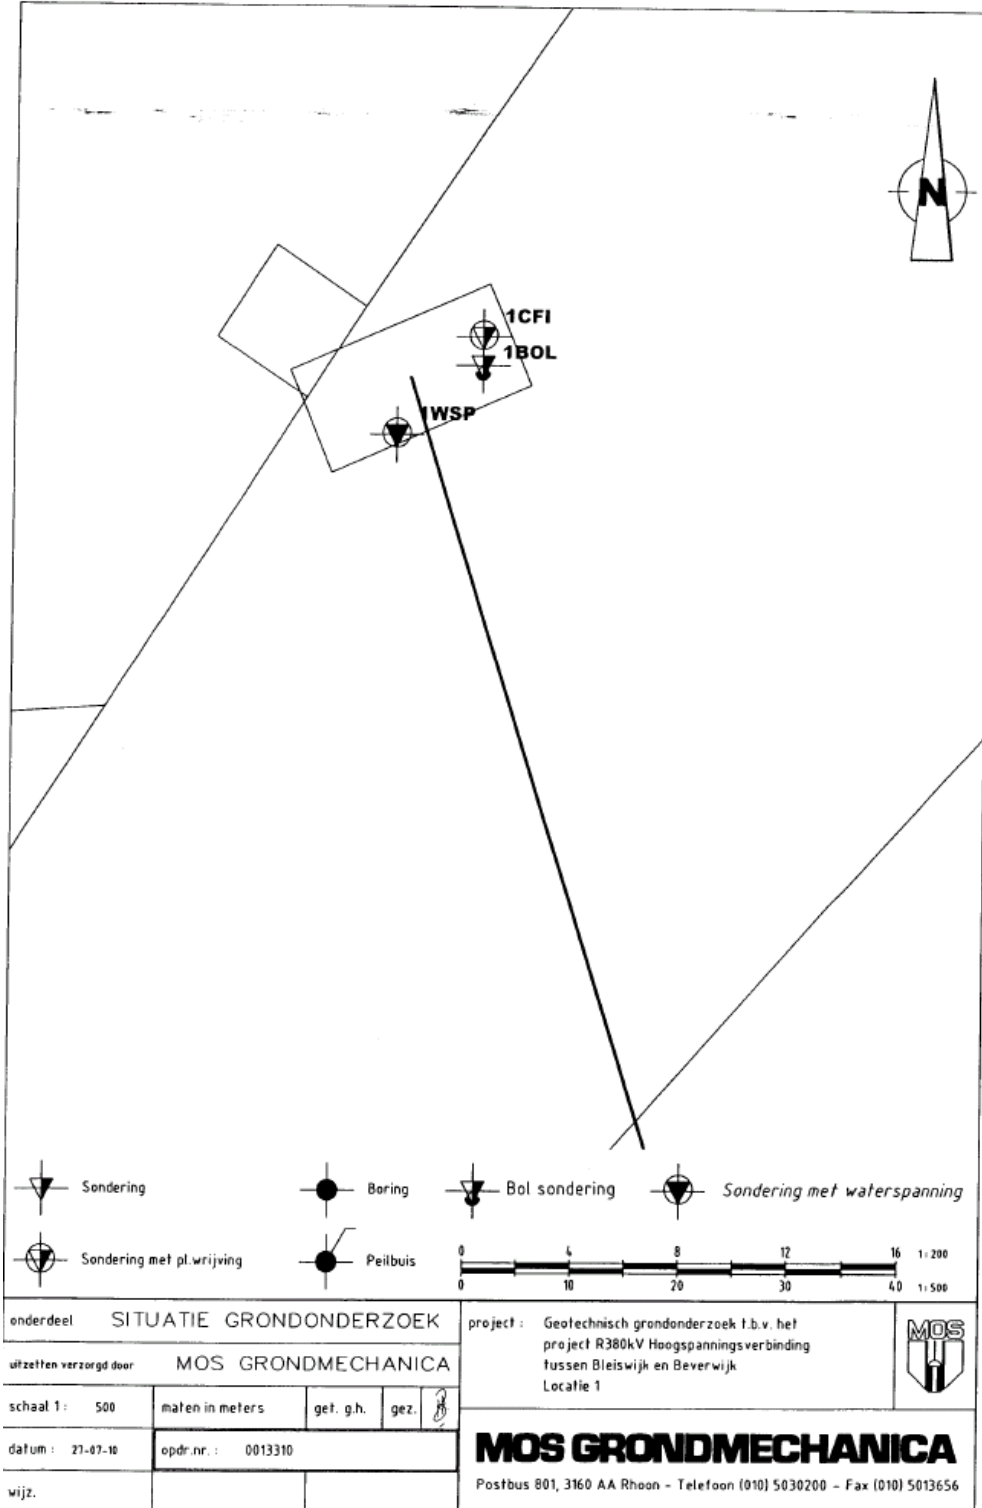 N
1CFI
1BOL
1WSP
Sondering
Boring
Bol sondering
Sondering met waterspanning
Sondering met pl.wrijving
Peilbuis
0 4 8 12 16 1:200
0 10 20 30 40 1:500
onderdeel SITUATIE GRONDONDERZOEK
uitzetten verzorgd door MOS GRONDMECHANICA
schaal 1: 500 maten in meters get. g.h. gez.
datum : 27-07-10 opdr.nr. : 0013310
wijz.
project : Geotechnisch grondonderzoek t.b.v. het
project R380kV Hoogspanningsverbinding
tussen Bleiswijk en Beverwijk
Locatie 1
MOS
MOS GRONDMECHANICA
Postbus 801, 3160 AA Rhoon - Telefoon (010) 5030200 - Fax (010) 5013656